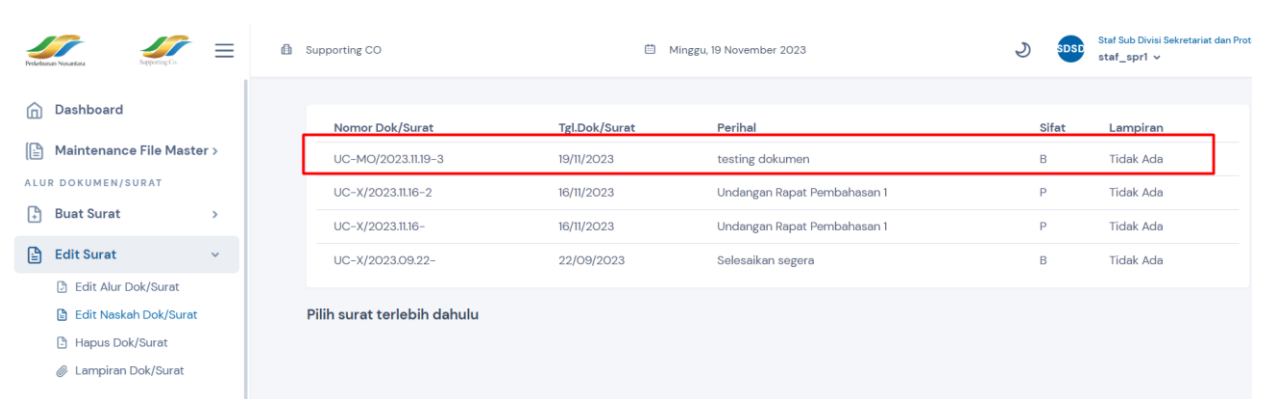 Perkebunan Nusantara
Supporting Co
Supporting CO
Minggu, 19 November 2023
SDSD
Staf Sub Divisi Sekretariat dan Prot
staf_spr1
Dashboard
Maintenance File Master
ALUR DOKUMEN/SURAT
Buat Surat
Edit Surat
Edit Alur Dok/Surat
Edit Naskah Dok/Surat
Hapus Dok/Surat
Lampiran Dok/Surat
Nomor Dok/Surat Tgl.Dok/Surat Perihal Sifat Lampiran
UC-MO/2023.11.19-3 19/11/2023 testing dokumen B Tidak Ada
UC-X/2023.11.16-2 16/11/2023 Undangan Rapat Pembahasan 1 P Tidak Ada
UC-X/2023.11.16- 16/11/2023 Undangan Rapat Pembahasan 1 P Tidak Ada
UC-X/2023.09.22- 22/09/2023 Selesaikan segera B Tidak Ada
Pilih surat terlebih dahulu